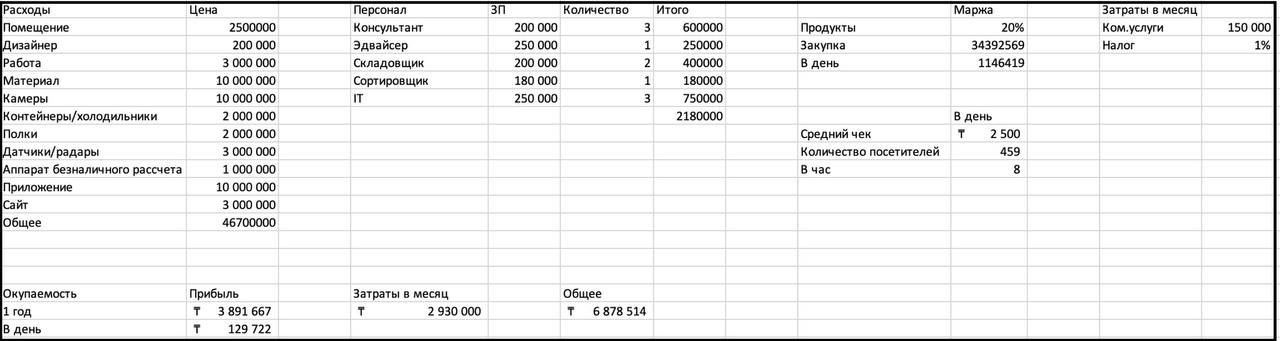 Расходы Цена Персонал ЗП Количество Итого Маржа Затраты в месяц
Помещение 2500000 Консультант 200 000 3 600000 Продукты 20% Ком.услуги 150 000
Дизайнер 200 000 Эдвайсер 250 000 1 250000 Закупка 34392569 Налог 1%
Работа 3 000 000 Складовщик 200 000 2 400000 В день 1146419
Материал 10 000 000 Сортировщик 180 000 1 180000
Камеры 10 000 000 IT 250 000 3 750000
Контейнеры/холодильники 2 000 000 2180000 В день
Полки 2 000 000 Средний чек ₸ 2 500
Датчики/радары 3 000 000 Количество посетителей 459
Аппарат безналичного рассчета 1 000 000 В час 8
Приложение 10 000 000
Сайт 3 000 000
Общее 46700000
Окупаемость Прибыль Затраты в месяц Общее
1 год ₸ 3 891 667 ₸ 2 930 000 ₸ 6 878 514
В день ₸ 129 722